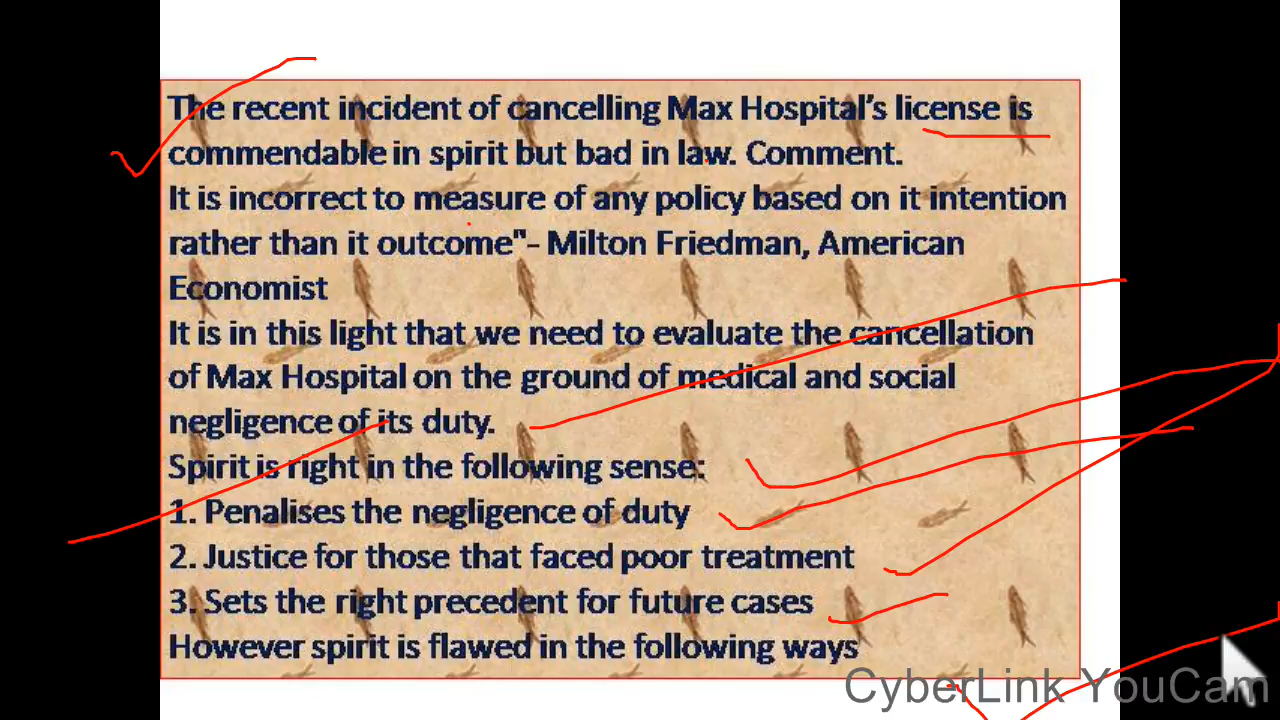 The recent incident of cancelling Max Hospital's license is
commendable in spirit but bad in law. Comment.
It is incorrect to measure of any policy based on it intention
rather than it outcome"- Milton Friedman, American
Economist
It is in this light that we need to evaluate the cancellation
of Max Hospital on the ground of medical and social
negligence of its duty.
Spirit is right in the following sense:
1. Penalises the negligence of duty
2. Justice for those that faced poor treatment
3. Sets the right precedent for future cases
However spirit is flawed in the following ways
CyberLink YouCam